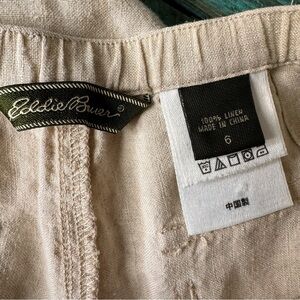 Eddie Bauer®
100% LINEN
MADE IN CHINA
6
中国製